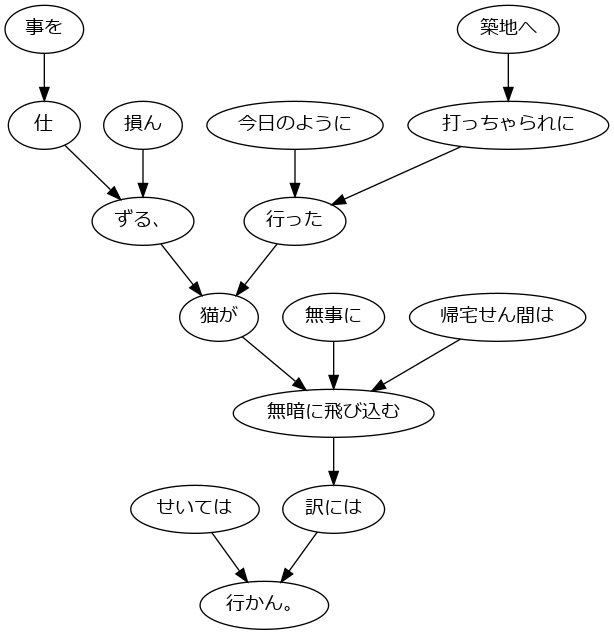 事を
築地へ
仕
損ん
今日のように
打っちゃられに
ずる、
行った
猫が
無事に
帰宅せん間は
無暗に飛び込む
せいては
訳には
行かん。